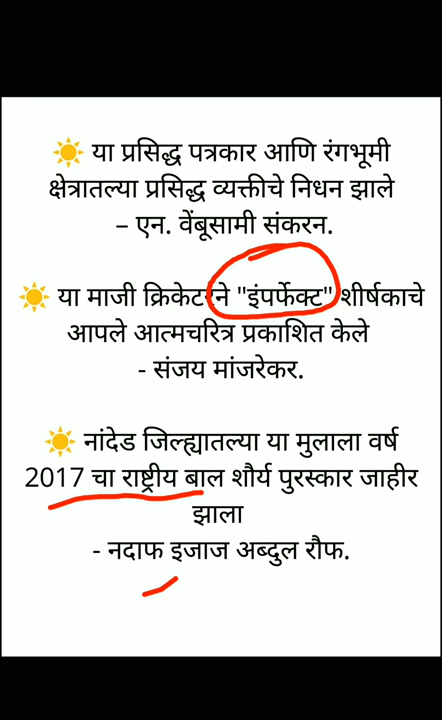 ☀️ या प्रसिद्ध पत्रकार आणि रंगभूमी
क्षेत्रातल्या प्रसिद्ध व्यक्तीचे निधन झाले
– एन. वेंबूसामी संकरन.
☀️ या माजी क्रिकेटरने "इंपर्फेक्ट" शीर्षकाचे
आपले आत्मचरित्र प्रकाशित केले
- संजय मांजरेकर.
☀️ नांदेड जिल्ह्यातल्या या मुलाला वर्ष
2017 चा राष्ट्रीय बाल शौर्य पुरस्कार जाहीर
झाला
- नदाफ इजाज अब्दुल रौफ.